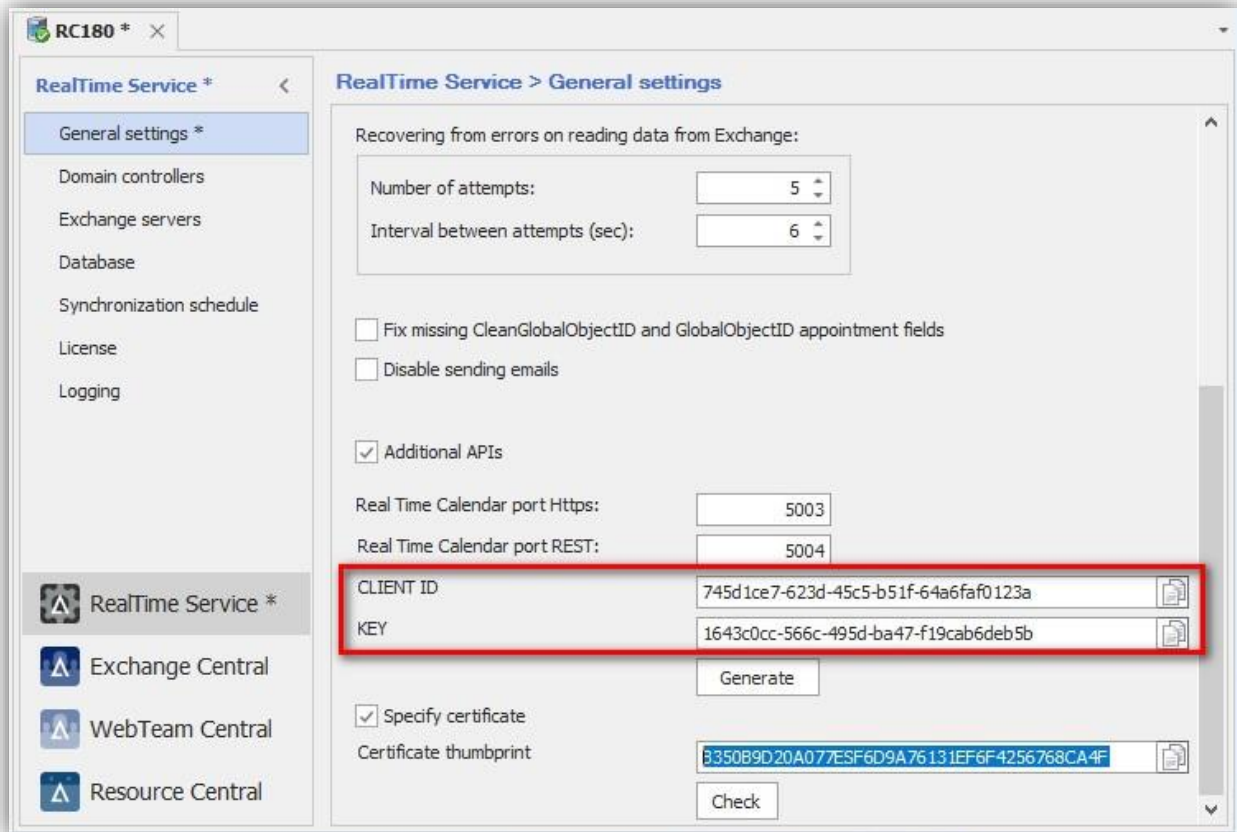 RC180 *
RealTime Service *
General settings *
Domain controllers
Exchange servers
Database
Synchronization schedule
License
Logging
RealTime Service *
Exchange Central
WebTeam Central
Resource Central
RealTime Service > General settings
Recovering from errors on reading data from Exchange:
Number of attempts: 5
Interval between attempts (sec): 6
Fix missing CleanGlobalObjectID and GlobalObjectID appointment fields
Disable sending emails
Additional APIs
Real Time Calendar port Https: 5003
Real Time Calendar port REST: 5004
CLIENT ID 745d1ce7-623d-45c5-b51f-64a6faf0123a
KEY 1643c0cc-566c-495d-ba47-f19cab6deb5b
Generate
Specify certificate
Certificate thumbprint 3350B9D20A077ESF6D9A76131EF6F4256768CA4F
Check